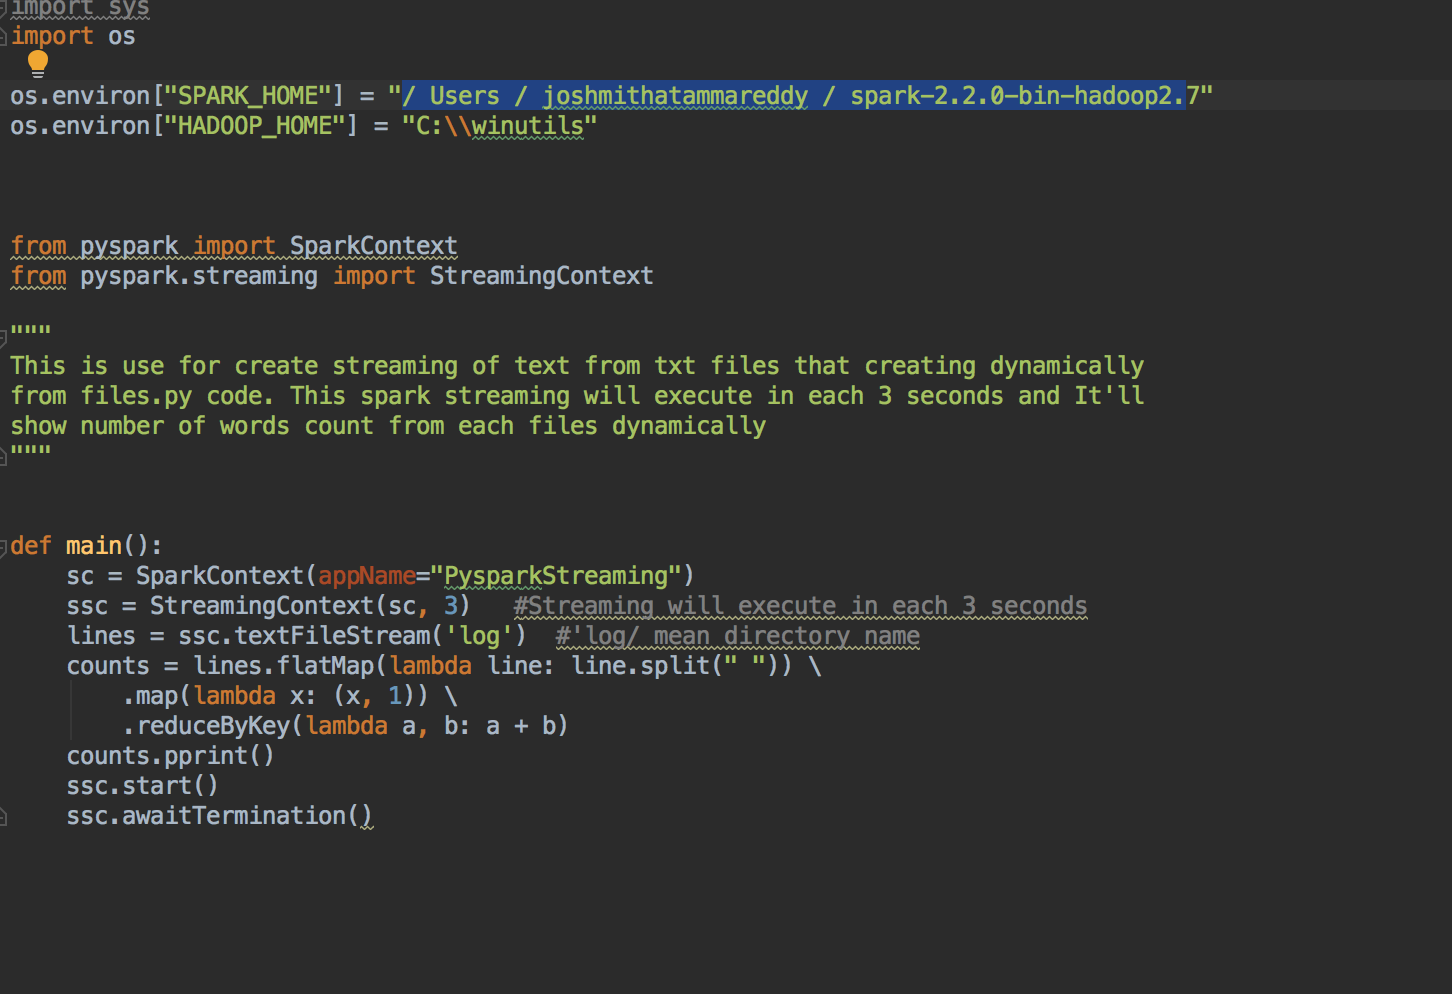 import sys
import os
os.environ["SPARK_HOME"] = "/ Users / joshmithatammareddy / spark-2.2.0-bin-hadoop2.7"
os.environ["HADOOP_HOME"] = "C:\\winutils"
from pyspark import SparkContext
from pyspark.streaming import StreamingContext
"""
This is use for create streaming of text from txt files that creating dynamically
from files.py code. This spark streaming will execute in each 3 seconds and It'll
show number of words count from each files dynamically
"""
def main():
    sc = SparkContext(appName="PysparkStreaming")
    ssc = StreamingContext(sc, 3)   #Streaming will execute in each 3 seconds
    lines = ssc.textFileStream('log')  #'log/ mean directory name
    counts = lines.flatMap(lambda line: line.split(" ")) \
        .map(lambda x: (x, 1)) \
        .reduceByKey(lambda a, b: a + b)
    counts.pprint()
    ssc.start()
    ssc.awaitTermination()